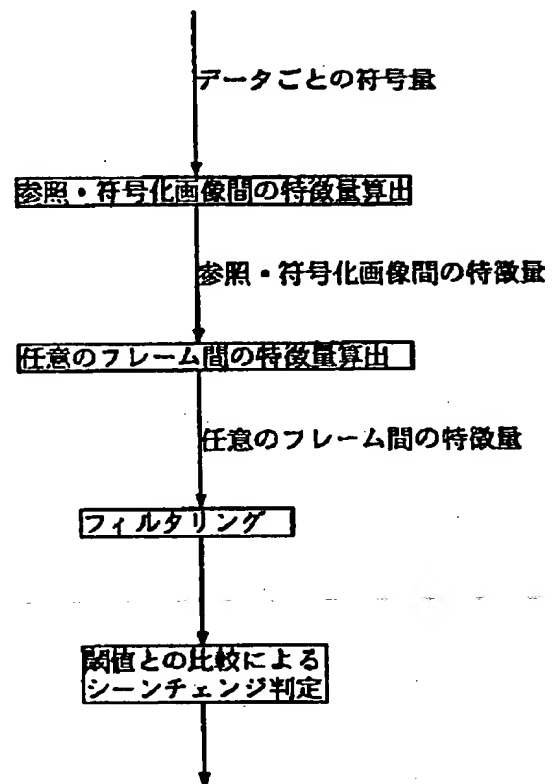 データごとの符号量
参照・符号化画像間の特徴量算出
参照・符号化画像間の特徴量
任意のフレーム間の特徴量算出
任意のフレーム間の特徴量
フィルタリング
閾値との比較による
シーンチェンジ判定